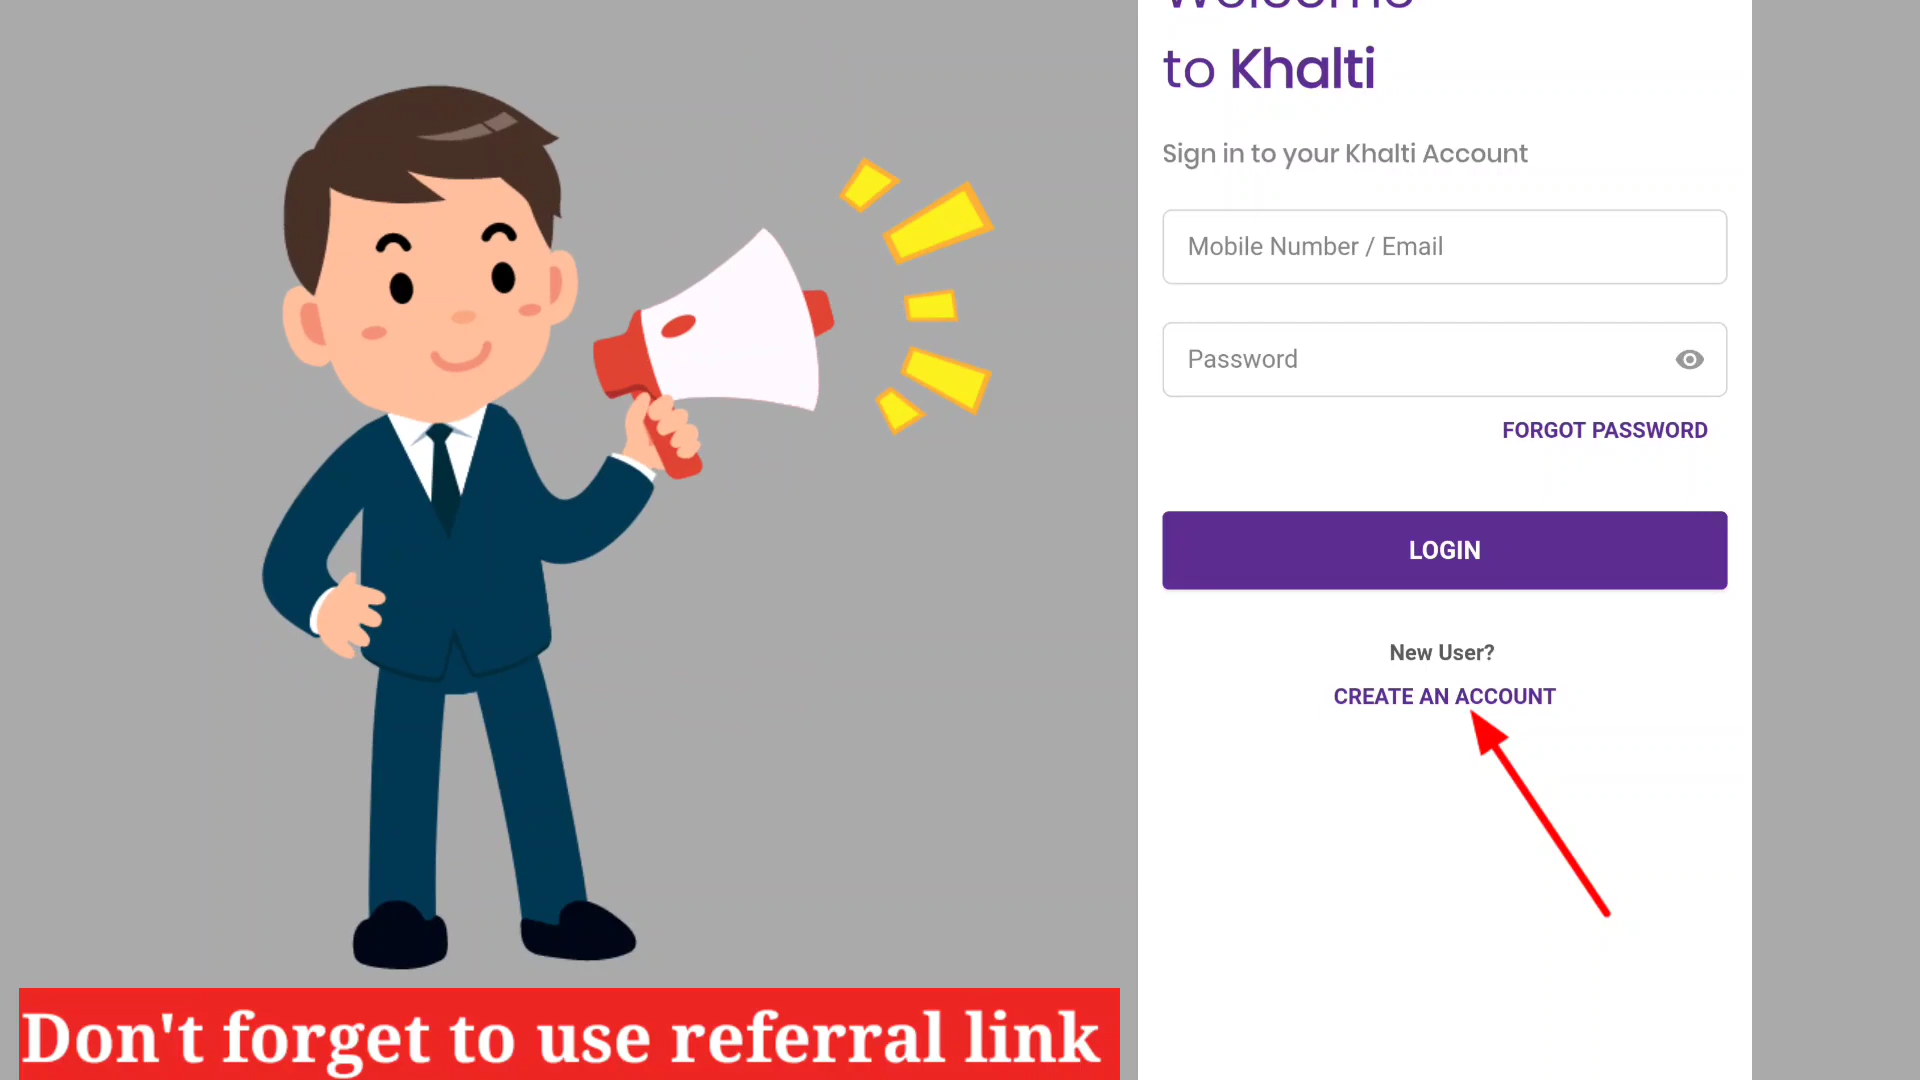 Welcome
to Khalti
Sign in to your Khalti Account
Mobile Number / Email
Password
FORGOT PASSWORD
LOGIN
New User?
CREATE AN ACCOUNT
Don't forget to use referral link